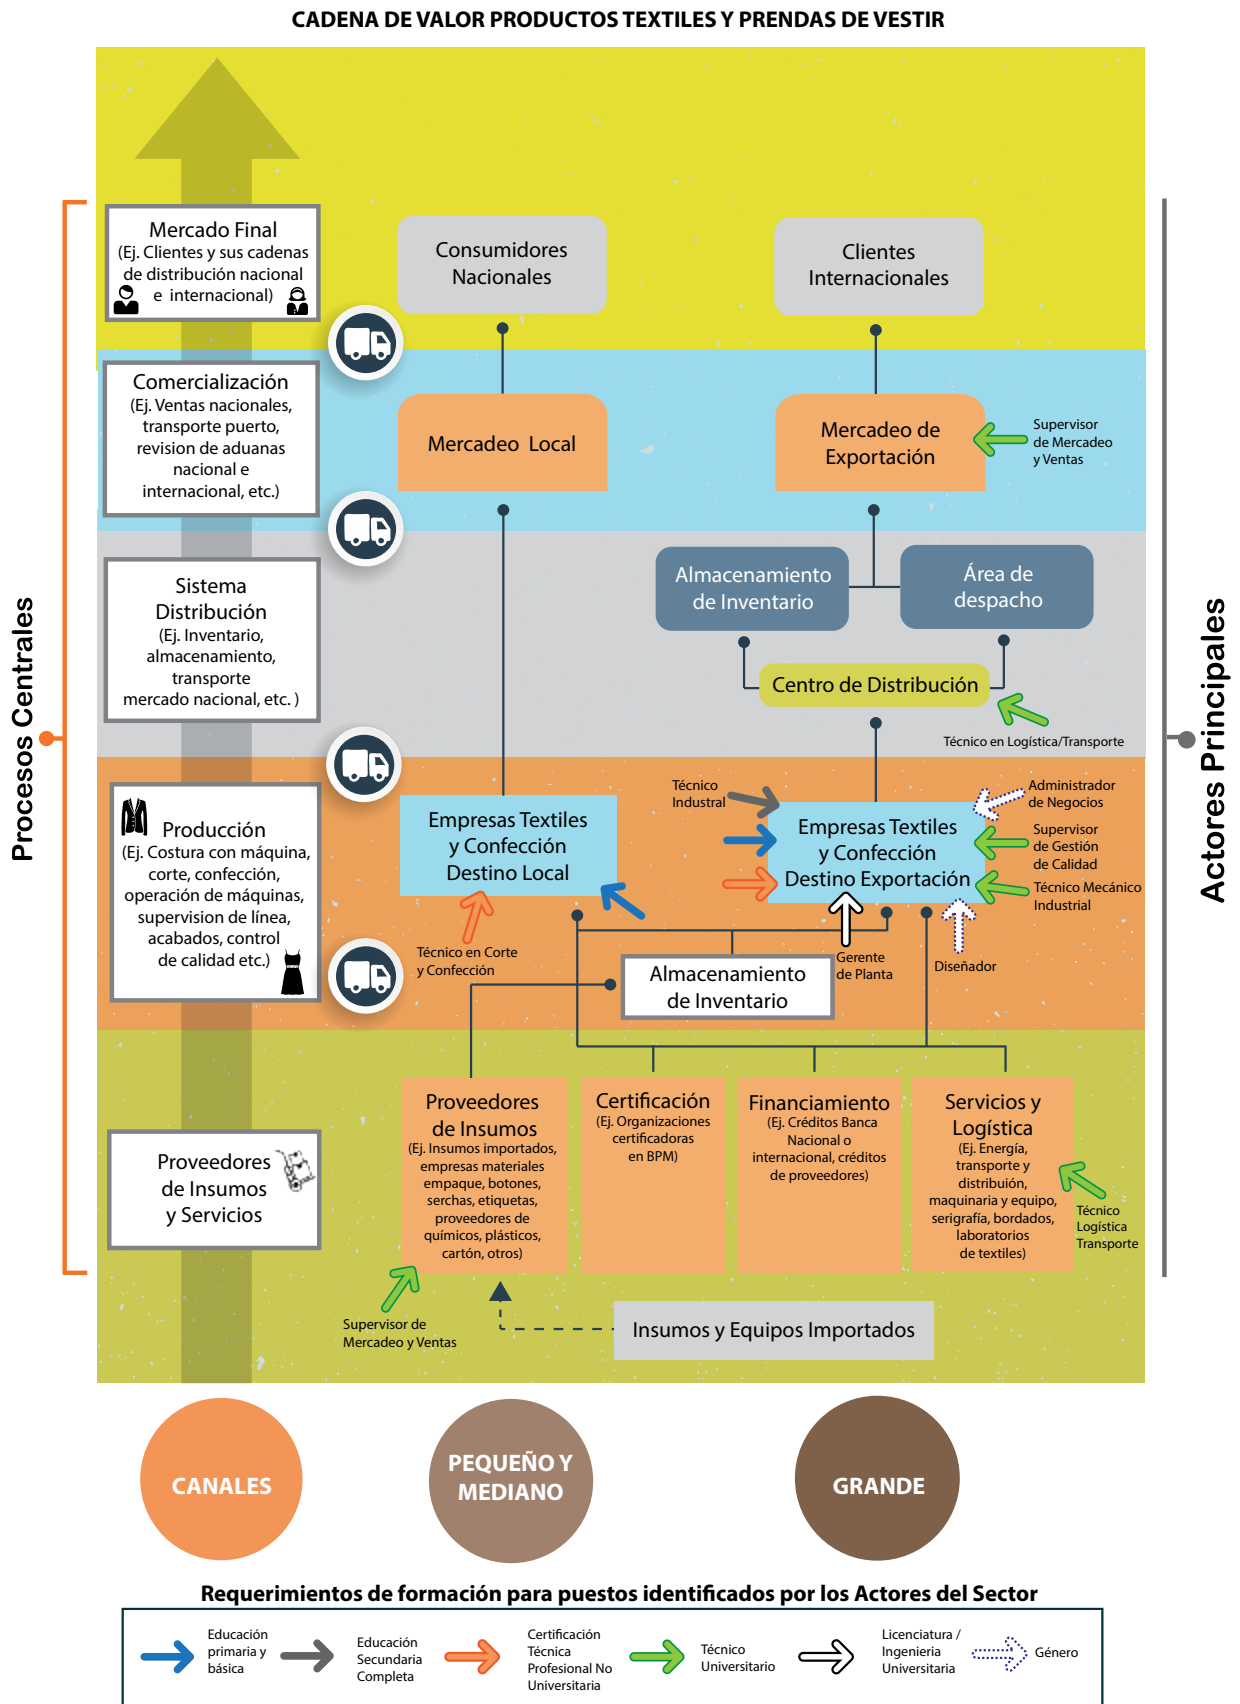 CADENA DE VALOR PRODUCTOS TEXTILES Y PRENDAS DE VESTIR
Procesos Centrales
Actores Principales
Mercado Final
(Ej. Clientes y sus cadenas
de distribución nacional
e internacional)
Consumidores
Nacionales
Clientes
Internacionales
Comercialización
(Ej. Ventas nacionales,
transporte puerto,
revision de aduanas
nacional e
internacional, etc.)
Mercadeo Local
Mercadeo de
Exportación
Supervisor
de Mercadeo
y Ventas
Sistema
Distribución
(Ej. Inventario,
almacenamiento,
transporte
mercado nacional, etc. )
Almacenamiento
de Inventario
Área de
despacho
Centro de Distribución
Técnico en Logística/Transporte
Producción
(Ej. Costura con máquina,
corte, confección,
operación de máquinas,
supervision de línea,
acabados, control
de calidad etc.)
Empresas Textiles
y Confección
Destino Local
Técnico en Corte
y Confección
Técnico
Industral
Empresas Textiles
y Confección
Destino Exportación
Administrador
de Negocios
Supervisor
de Gestión
de Calidad
Técnico Mecánico
Industrial
Gerente
de Planta
Diseñador
Almacenamiento
de Inventario
Proveedores
de Insumos
y Servicios
Proveedores
de Insumos
(Ej. Insumos importados,
empresas materiales
empaque, botones,
serchas, etiquetas,
proveedores de
químicos, plásticos,
cartón, otros)
Certificación
(Ej. Organizaciones
certificadoras
en BPM)
Financiamiento
(Ej. Créditos Banca
Nacional o
internacional, créditos
de proveedores)
Servicios y
Logística
(Ej. Energía,
transporte y
distribuión,
maquinaria y equipo,
serigrafía, bordados,
laboratorios
de textiles)
Técnico
Logística
Transporte
Supervisor de
Mercadeo y Ventas
Insumos y Equipos Importados
CANALES
PEQUEÑO Y
MEDIANO
GRANDE
Requerimientos de formación para puestos identificados por los Actores del Sector
Educación
primaria y
básica
Educación
Secundaria
Completa
Certificación
Técnica
Profesional No
Universitaria
Técnico
Universitario
Licenciatura /
Ingenieria
Universitaria
Género